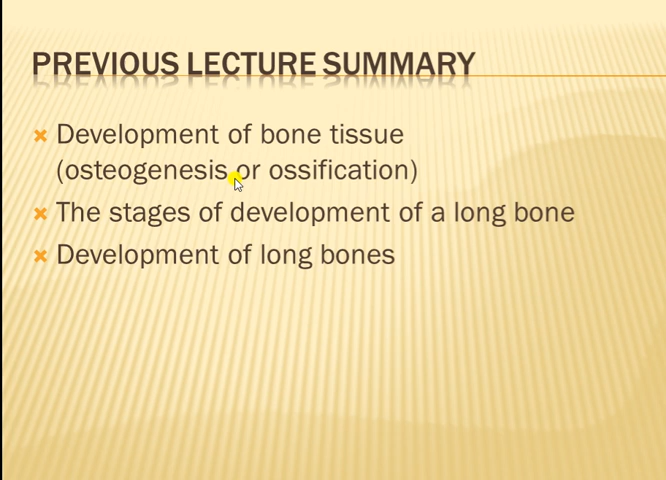 PREVIOUS LECTURE SUMMARY
Development of bone tissue
(osteogenesis or ossification)
The stages of development of a long bone
Development of long bones